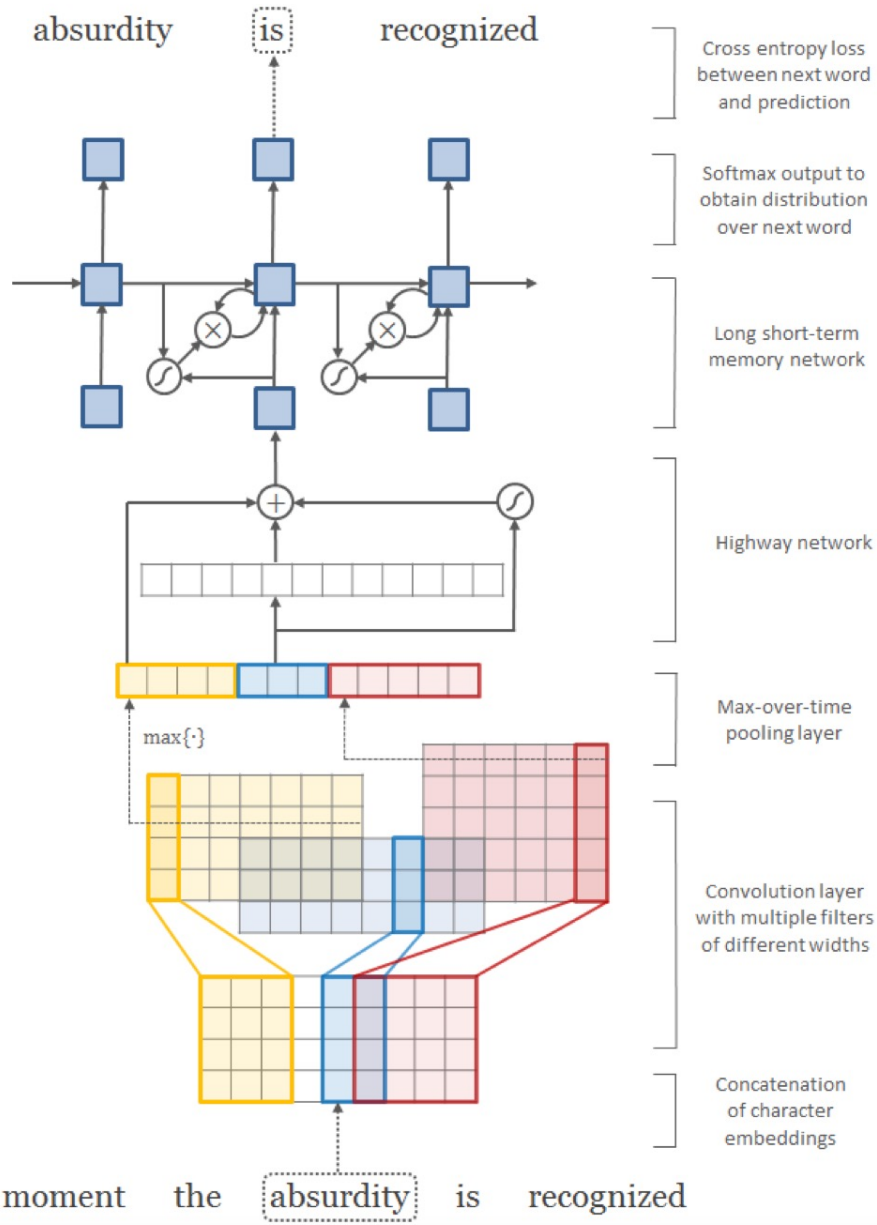 absurdity is recognized
Cross entropy loss
between next word
and prediction
Softmax output to
obtain distribution
over next word
Long short-term
memory network
Highway network
Max-over-time
pooling layer
max{·}
Convolution layer
with multiple filters
of different widths
Concatenation
of character
embeddings
moment the absurdity is recognized